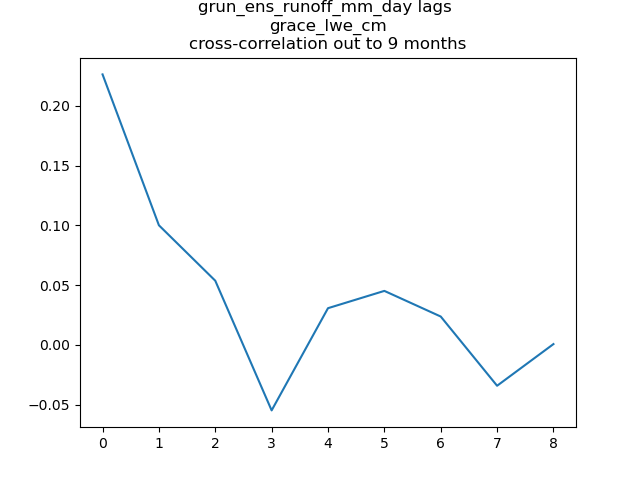 grun_ens_runoff_mm_day lags
grace_lwe_cm
cross-correlation out to 9 months
0.20
0.15
0.10
0.05
0.00
−0.05
0 1 2 3 4 5 6 7 8